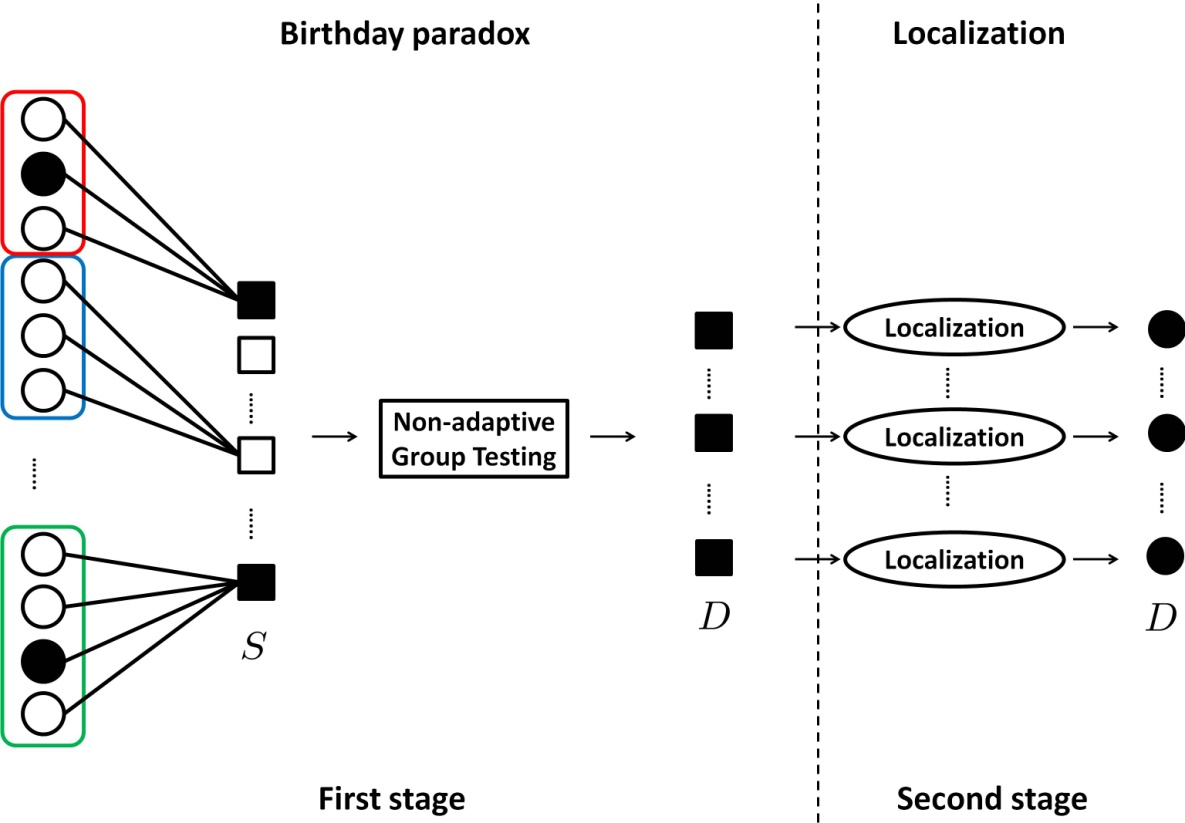 Birthday paradox
Localization
Non-adaptive
Group Testing
Localization
Localization
Localization
S
D
D
First stage
Second stage